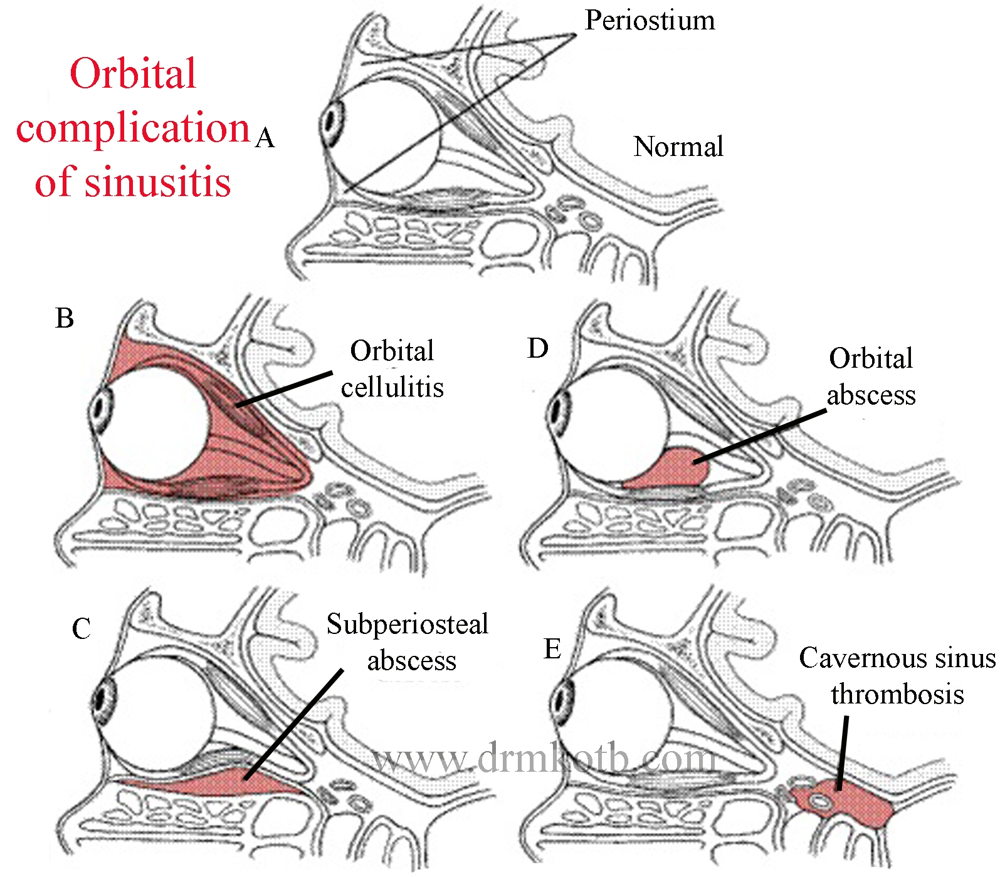 Orbital
complication
of sinusitis
A
Periostium
Normal
B
Orbital
cellulitis
D
Orbital
abscess
C
Subperiosteal
abscess
E
Cavernous sinus
thrombosis
www.drmkotb.com